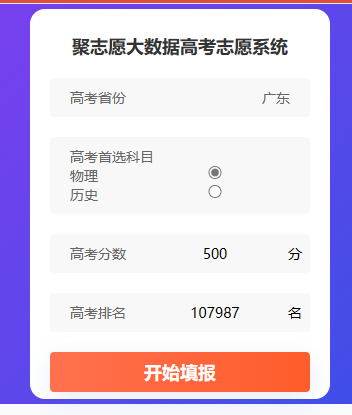 聚志愿大数据高考志愿系统
高考省份 广东
高考首选科目
物理
历史
高考分数 500 分
高考排名 107987 名
开始填报